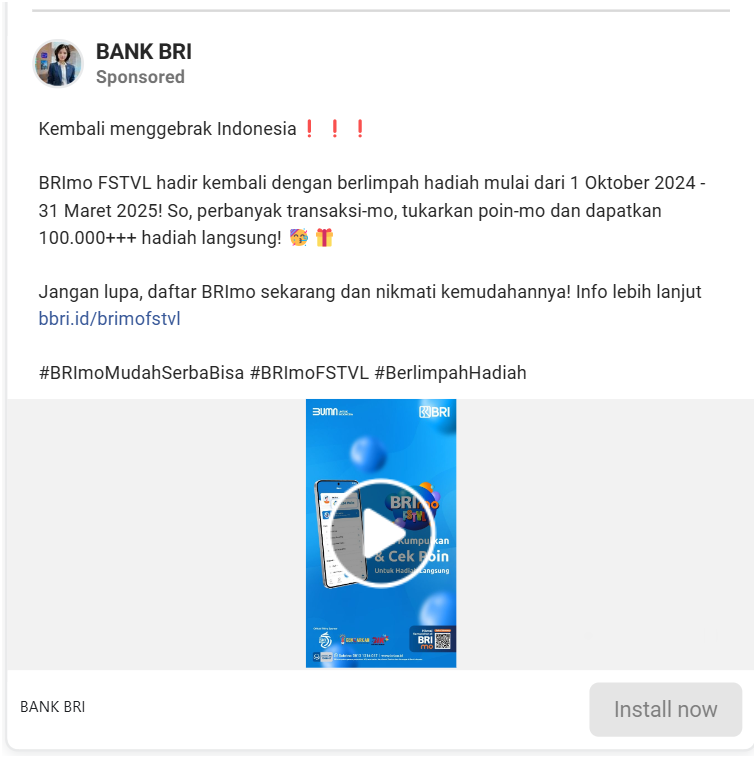 BANK BRI
Sponsored
Kembali menggebrak Indonesia❗❗❗
BRImo FSTVL hadir kembali dengan berlimpah hadiah mulai dari 1 Oktober 2024 -
31 Maret 2025! So, perbanyak transaksi-mo, tukarkan poin-mo dan dapatkan
100.000+++ hadiah langsung! 🥳🎁
Jangan lupa, daftar BRImo sekarang dan nikmati kemudahannya! Info lebih lanjut
bbri.id/brimofstvl
#BRImoMudahSerbaBisa #BRImoFSTVL #BerlimpahHadiah
BUMN
BRI
BRImo
FSTVL
Kumpulkan
& Cek Poin
Untuk Hadiah Langsung
BRI
mo
BANK BRI
Install now